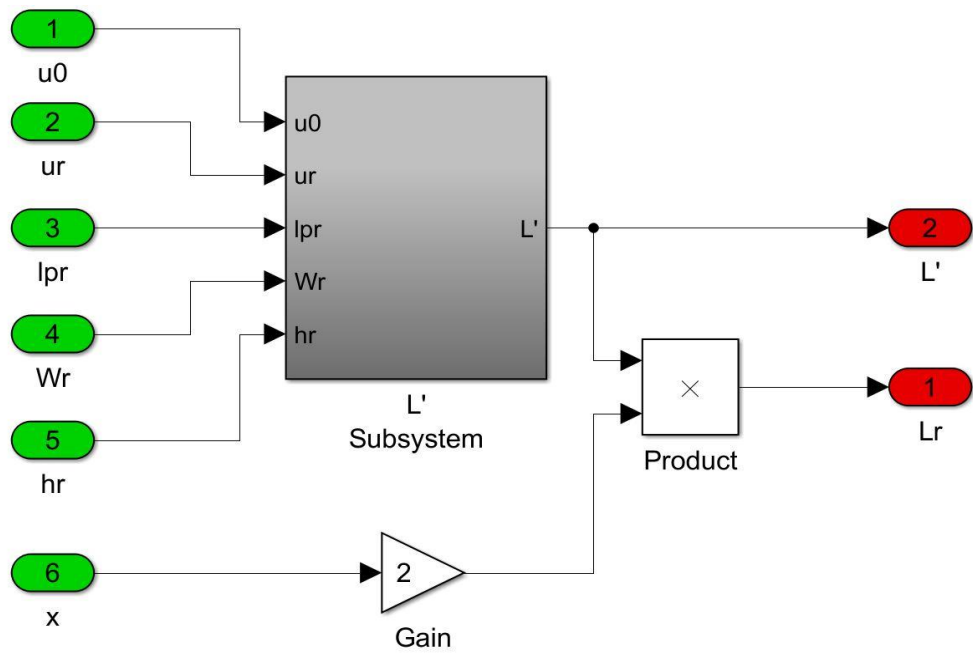 1
u0
2
ur
3
lpr
4
Wr
5
hr
6
x
u0
ur
lpr
Wr
hr
L'
L'
Subsystem
2
Gain
×
Product
2
L'
1
Lr